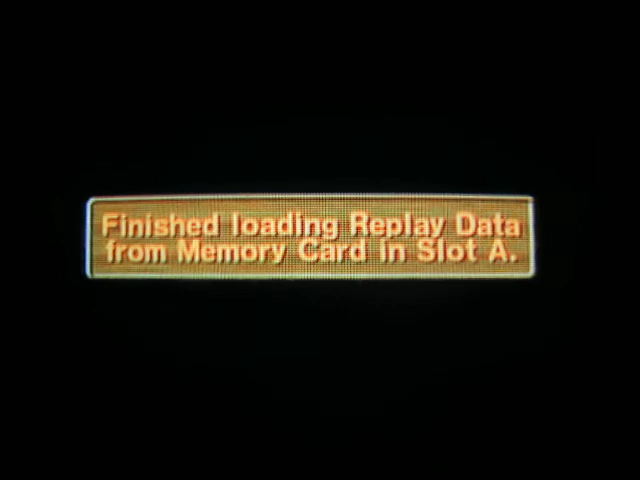 Finished loading Replay Data
from Memory Card in Slot A.